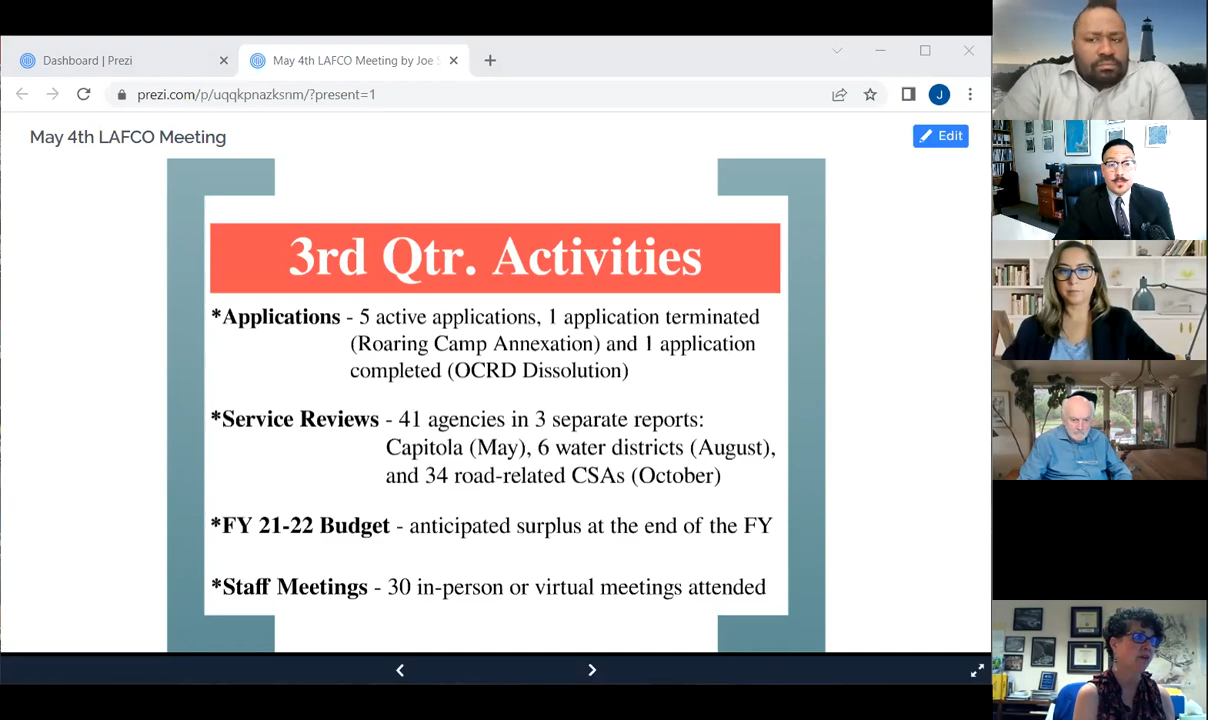 Dashboard | Prezi
May 4th LAFCO Meeting by Joe S
prezi.com/p/uqqkpnazksnm/?present=1
J
May 4th LAFCO Meeting
Edit
3rd Qtr. Activities
*Applications - 5 active applications, 1 application terminated
(Roaring Camp Annexation) and 1 application
completed (OCRD Dissolution)
*Service Reviews - 41 agencies in 3 separate reports:
Capitola (May), 6 water districts (August),
and 34 road-related CSAs (October)
*FY 21-22 Budget - anticipated surplus at the end of the FY
*Staff Meetings - 30 in-person or virtual meetings attended